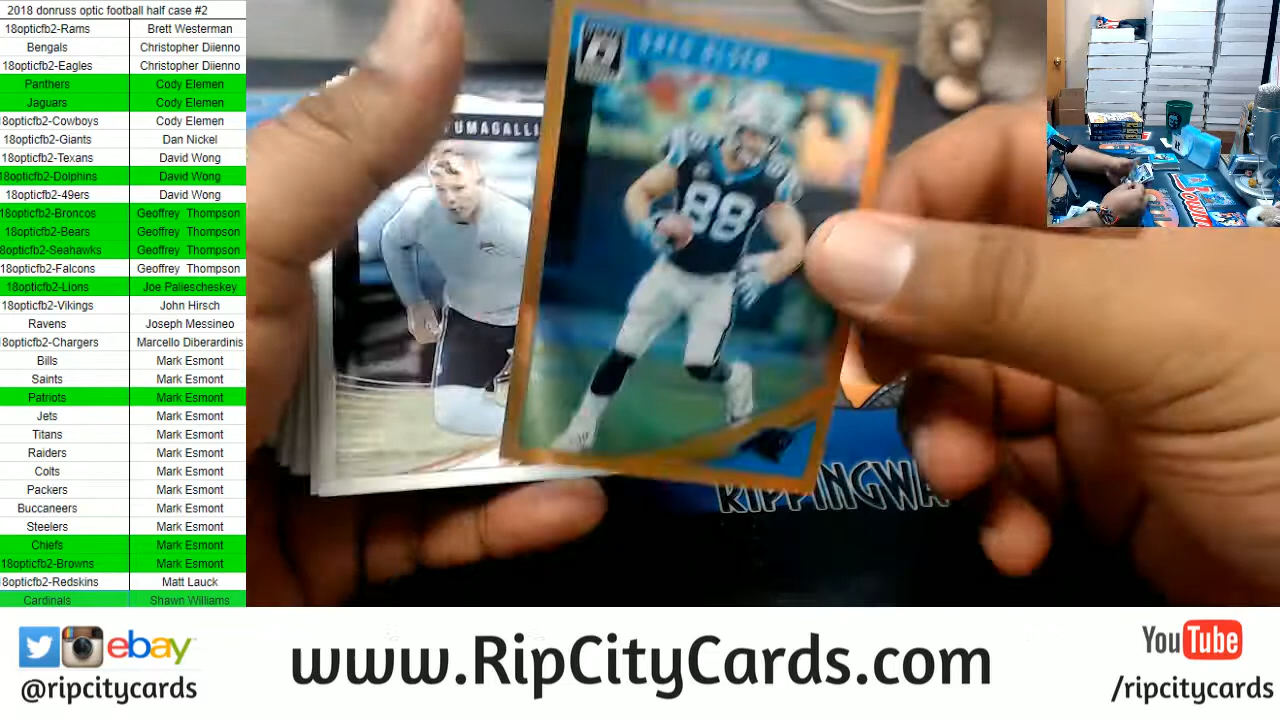 2018 donruss optic football half case #2
18opticfb2-Rams Brett Westerman
Bengals Christopher Diienno
18opticfb2-Eagles Christopher Diienno
Panthers Cody Elemen
Jaguars Cody Elemen
18opticfb2-Cowboys Cody Elemen
18opticfb2-Giants Dan Nickel
18opticfb2-Texans David Wong
18opticfb2-Dolphins David Wong
18opticfb2-49ers David Wong
18opticfb2-Broncos Geoffrey Thompson
18opticfb2-Bears Geoffrey Thompson
8opticfb2-Seahawks Geoffrey Thompson
18opticfb2-Falcons Geoffrey Thompson
18opticfb2-Lions Joe Paliescheskey
18opticfb2-Vikings John Hirsch
Ravens Joseph Messineo
8opticfb2-Chargers Marcello Diberardinis
Bills Mark Esmont
Saints Mark Esmont
Patriots Mark Esmont
Jets Mark Esmont
Titans Mark Esmont
Raiders Mark Esmont
Colts Mark Esmont
Packers Mark Esmont
Buccaneers Mark Esmont
Steelers Mark Esmont
Chiefs Mark Esmont
18opticfb2-Browns Mark Esmont
8opticfb2-Redskins Matt Lauck
Cardinals Shawn Williams
UMAGALLI
GREG OLSEN
88
RIPPINGWA
ebay
@ripcitycards
www.RipCityCards.com
YouTube
/ripcitycards